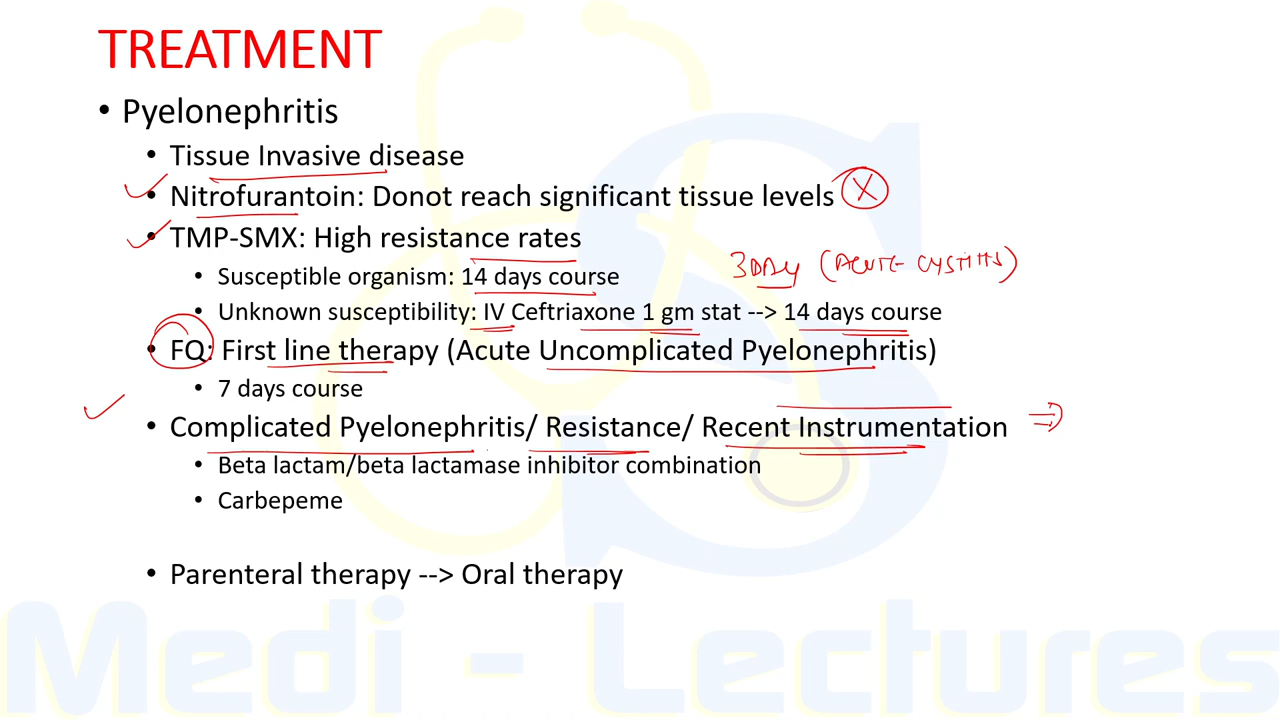 TREATMENT
• Pyelonephritis
• Tissue Invasive disease
• Nitrofurantoin: Donot reach significant tissue levels X
• TMP-SMX: High resistance rates
3 DAy (ACUTE CYSTITIS)
• Susceptible organism: 14 days course
• Unknown susceptibility: IV Ceftriaxone 1 gm stat --> 14 days course
• FQ: First line therapy (Acute Uncomplicated Pyelonephritis)
• 7 days course
• Complicated Pyelonephritis/ Resistance/ Recent Instrumentation ⇒
• Beta lactam/beta lactamase inhibitor combination
• Carbepeme
• Parenteral therapy --> Oral therapy
Medi - Lectures